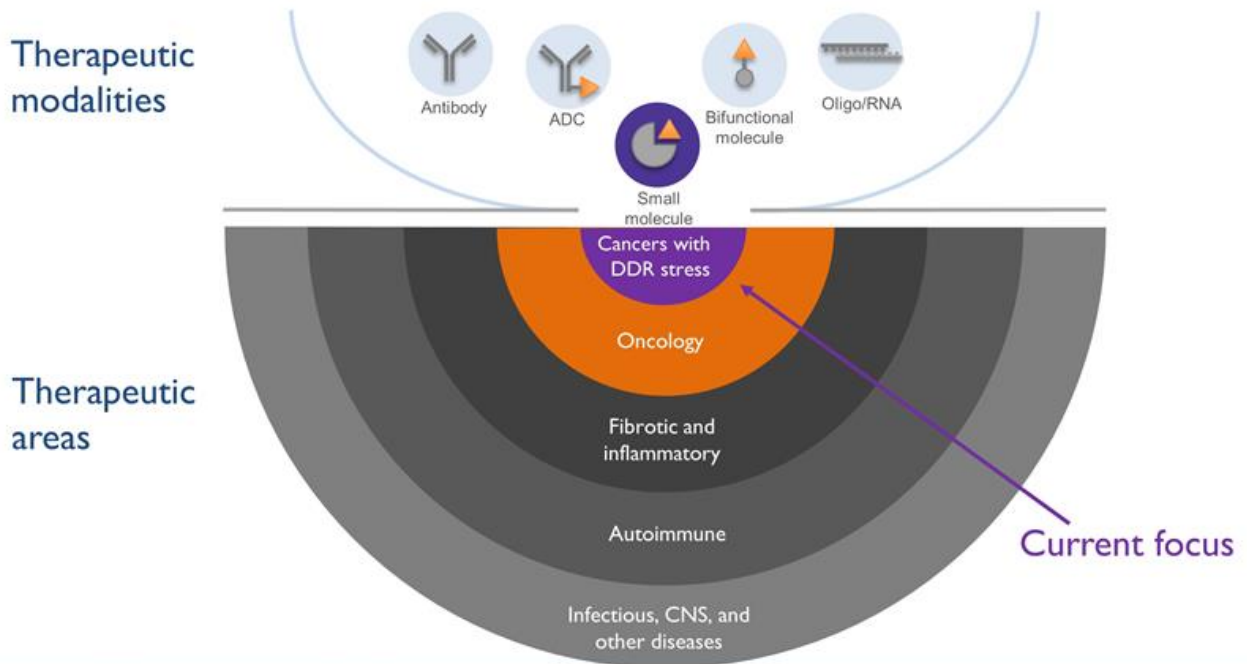 Therapeutic
modalities
Antibody
ADC
Bifunctional
molecule
Oligo/RNA
Small
molecule
Cancers with
DDR stress
Oncology
Therapeutic
areas
Fibrotic and
inflammatory
Autoimmune
Current focus
Infectious, CNS, and
other diseases